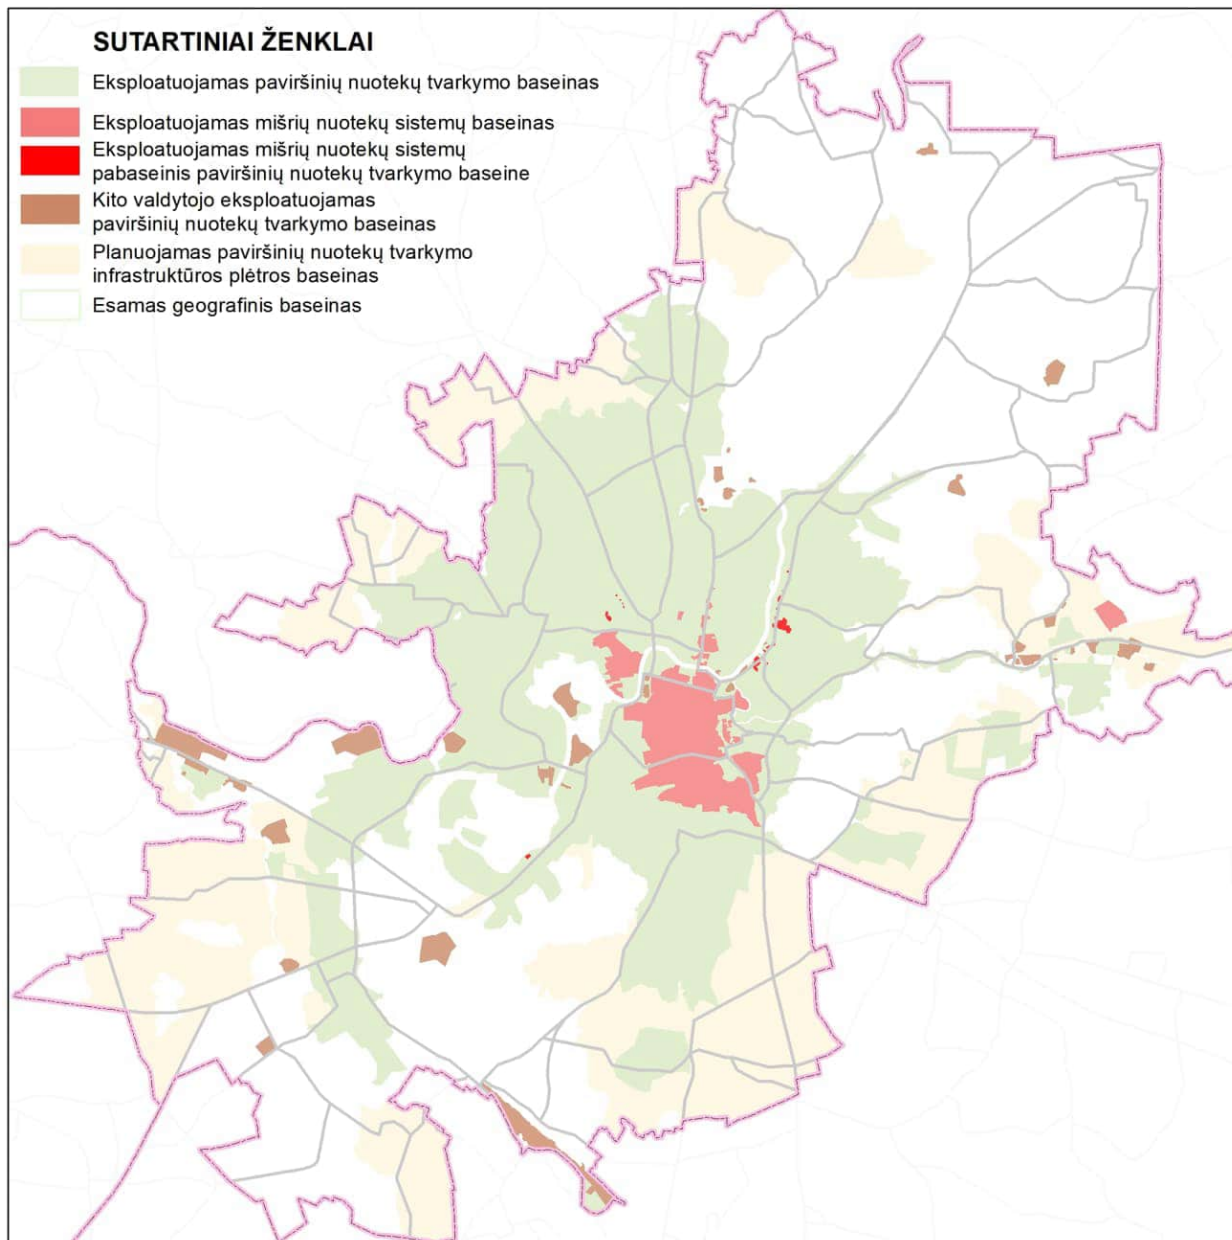 SUTARTINIAI ŽENKLAI
Eksploatuojamas paviršinių nuotekų tvarkymo baseinas
Eksploatuojamas mišrių nuotekų sistemų baseinas
Eksploatuojamas mišrių nuotekų sistemų
pabaseinis paviršinių nuotekų tvarkymo baseine
Kito valdytojo eksploatuojamas
paviršinių nuotekų tvarkymo baseinas
Planuojamas paviršinių nuotekų tvarkymo
infrastruktūros plėtros baseinas
Esamas geografinis baseinas